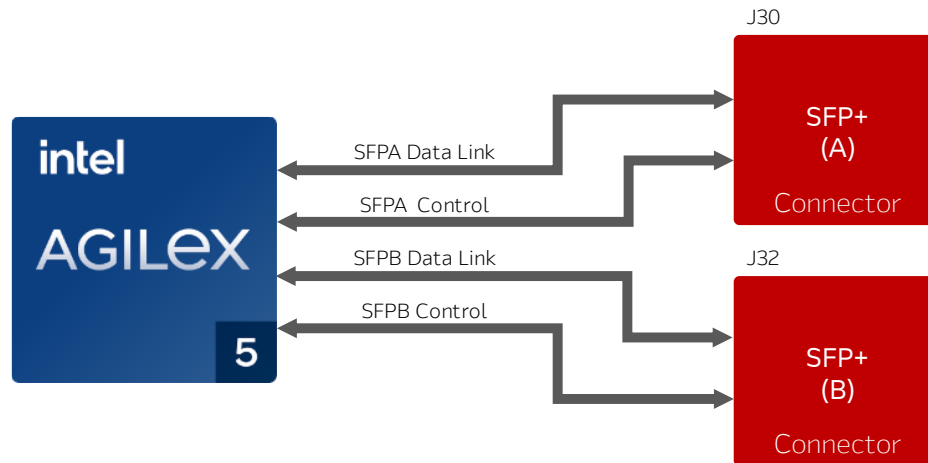 J30
SFP+
(A)
Connector
intel
AGILEX
5
SFPA Data Link
SFPA Control
SFPB Data Link
SFPB Control
J32
SFP+
(B)
Connector